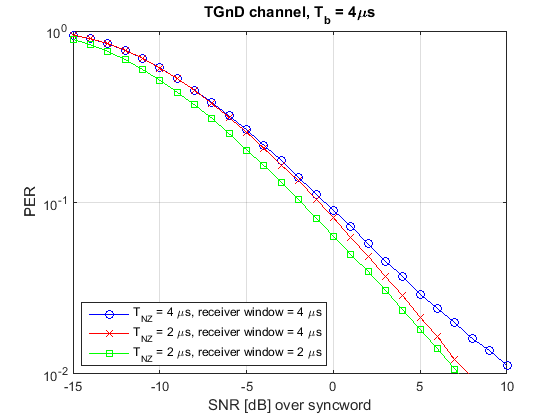 TGnD channel, T_b = 4μs
PER
10^0
10^-1
10^-2
T_NZ = 4 μs, receiver window = 4 μs
T_NZ = 2 μs, receiver window = 4 μs
T_NZ = 2 μs, receiver window = 2 μs
-15 -10 -5 0 5 10
SNR [dB] over syncword